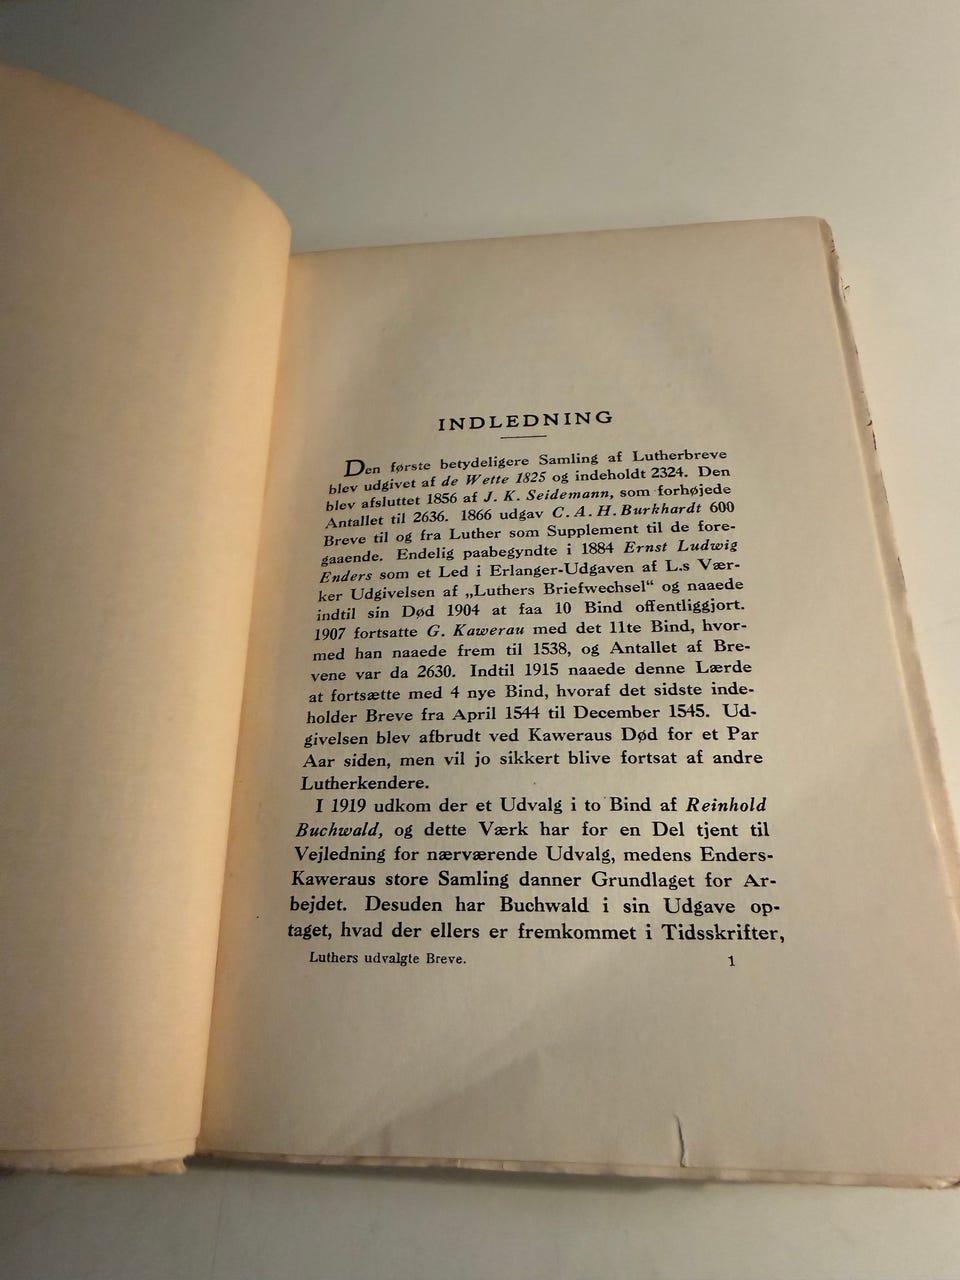 INDLEDNING
Den første betydeligere Samling af Lutherbreve
blev udgivet af de Wette 1825 og indeholdt 2324. Den
blev afsluttet 1856 af J. K. Seidemann, som forhøjede
Antallet til 2636. 1866 udgav C. A. H. Burkhardt 600
Breve til og fra Luther som Supplement til de fore-
gaaende. Endelig paabegyndte i 1884 Ernst Ludwig
Enders som et Led i Erlanger-Udgaven af L.s Vær-
ker Udgivelsen af „Luthers Briefwechsel“ og naaede
indtil sin Død 1904 at faa 10 Bind offentliggjort.
1907 fortsatte G. Kawerau med det 11te Bind, hvor-
med han naaede frem til 1538, og Antallet af Bre-
vene var da 2630. Indtil 1915 naaede denne Lærde
at fortsætte med 4 nye Bind, hvoraf det sidste inde-
holder Breve fra April 1544 til December 1545. Ud-
givelsen blev afbrudt ved Kaweraus Død for et Par
Aar siden, men vil jo sikkert blive fortsat af andre
Lutherkendere.
I 1919 udkom der et Udvalg i to Bind af Reinhold
Buchwald, og dette Værk har for en Del tjent til
Vejledning for nærværende Udvalg, medens Enders-
Kaweraus store Samling danner Grundlaget for Ar-
bejdet. Desuden har Buchwald i sin Udgave op-
taget, hvad der ellers er fremkommet i Tidsskrifter,
Luthers udvalgte Breve. 1